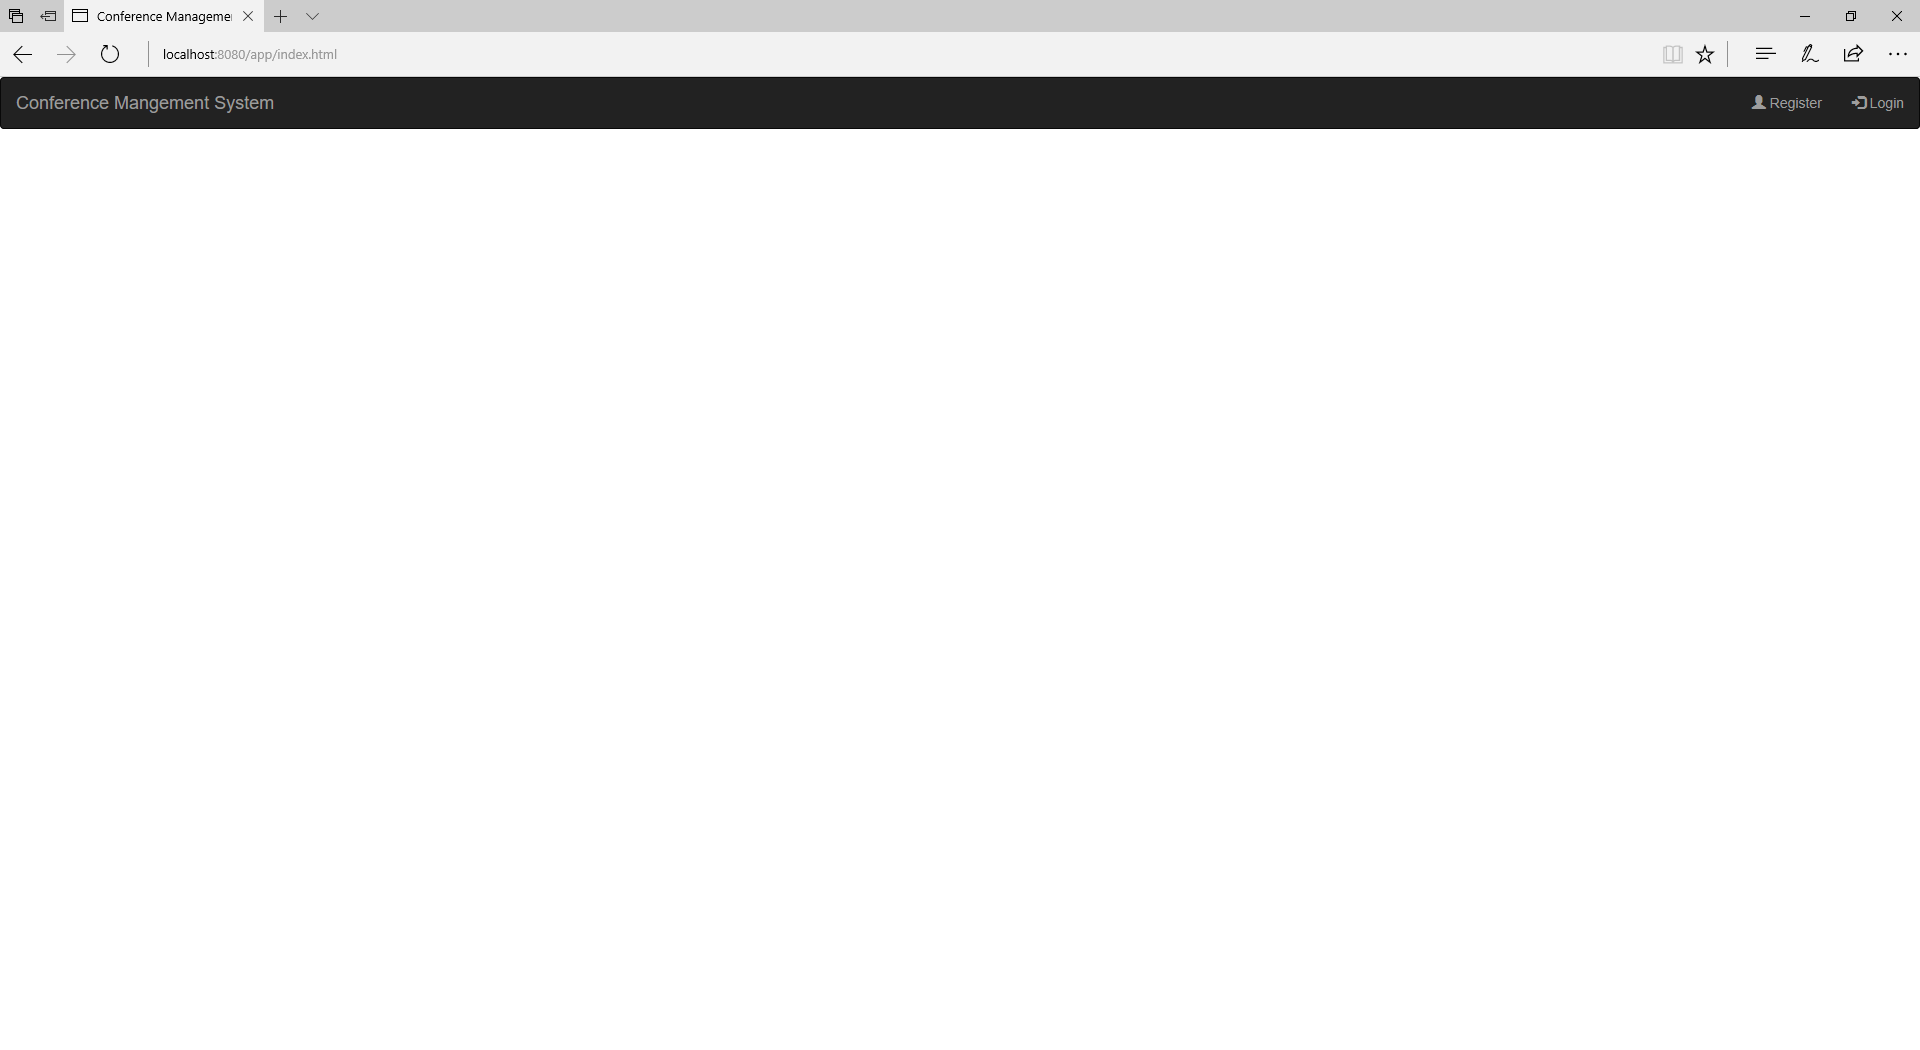 Conference Manageme
localhost:8080/app/index.html
Conference Mangement System
Register
Login